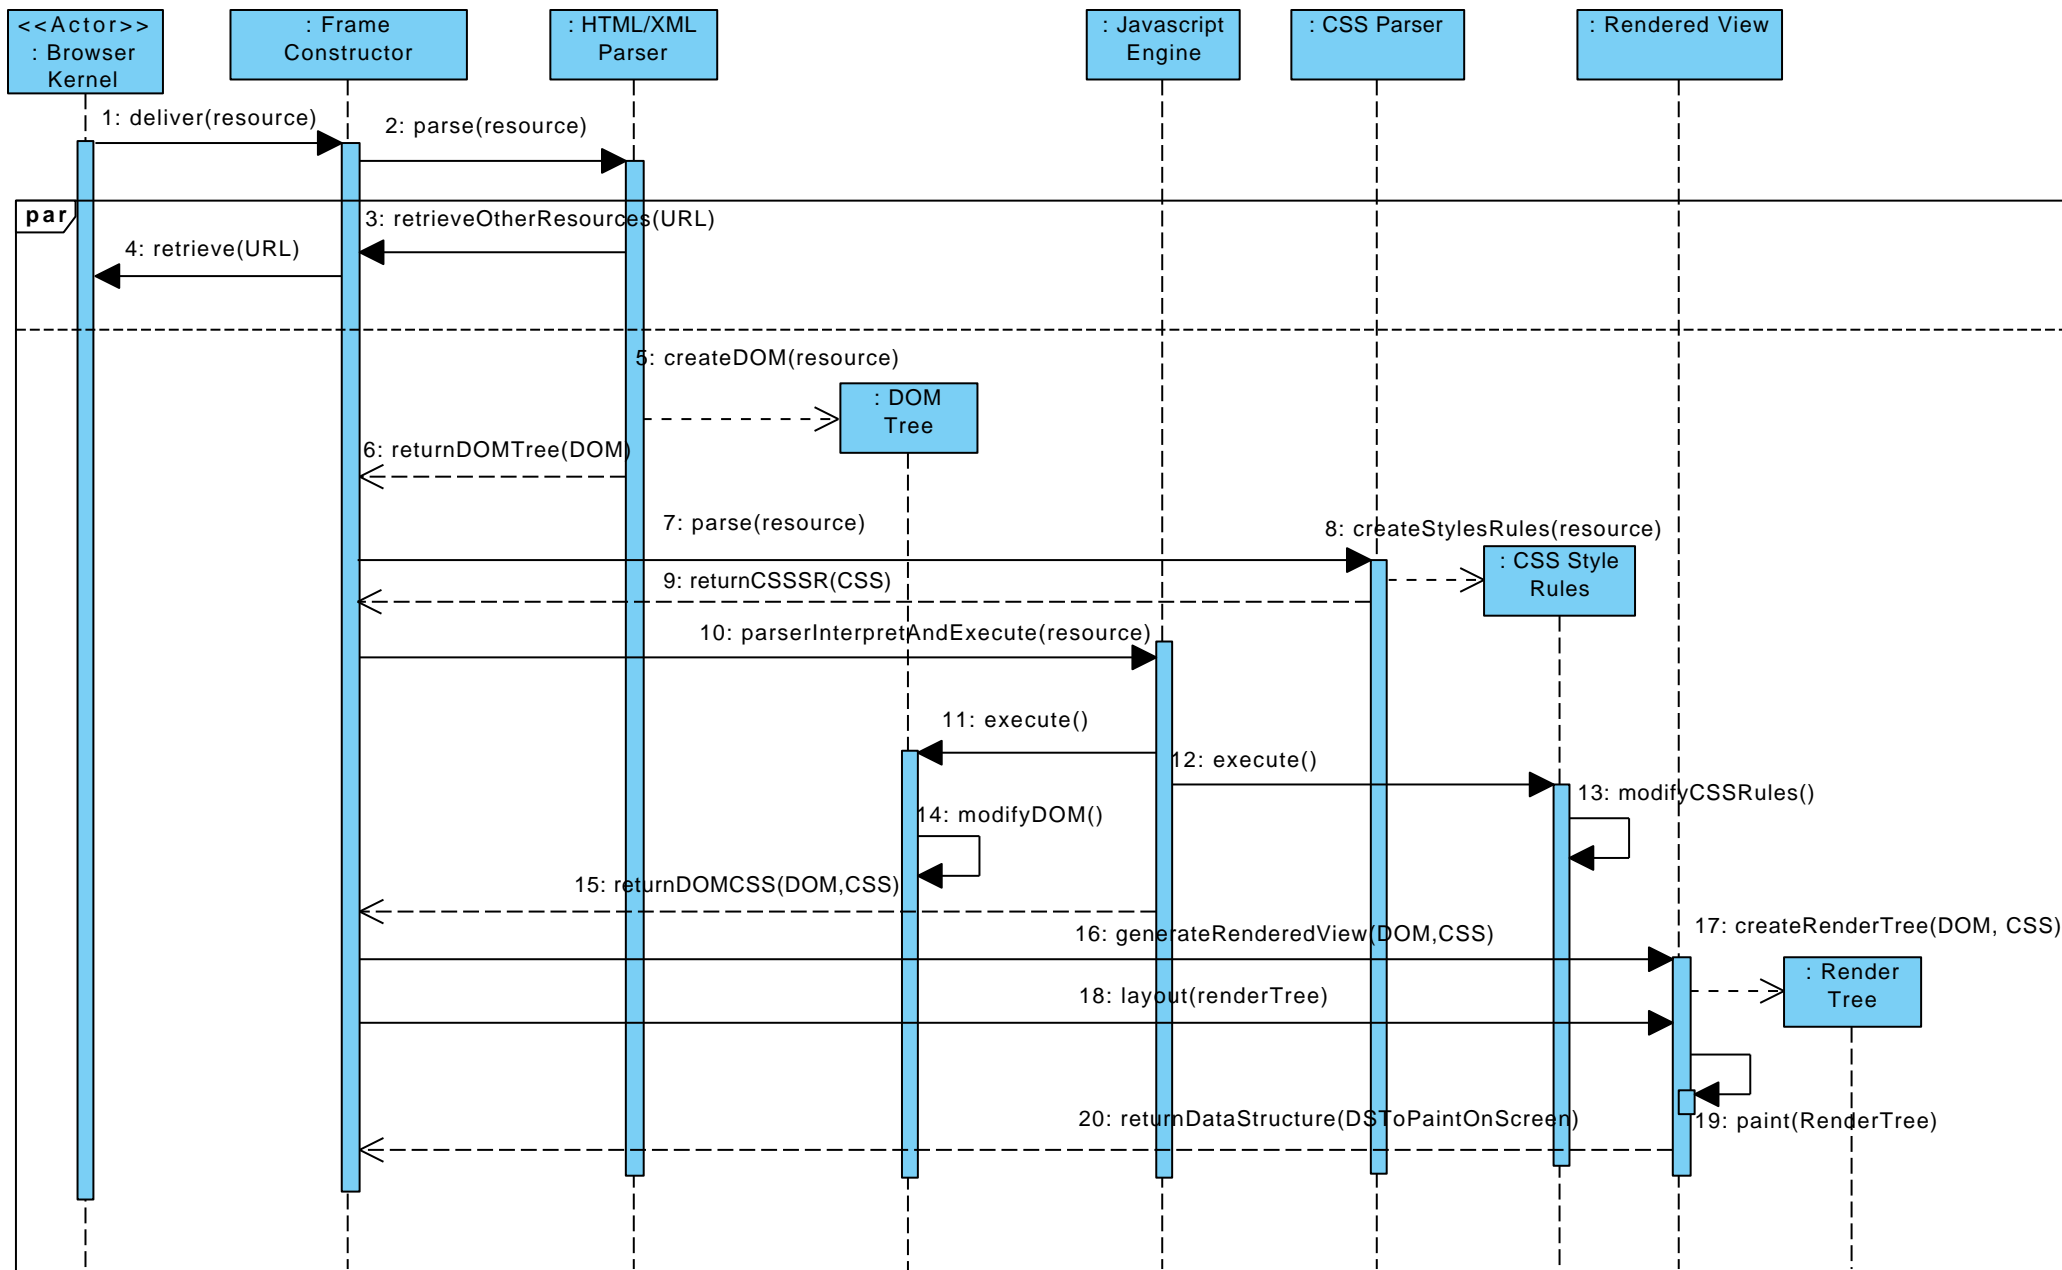 <<Actor>>
: Browser
Kernel
: Frame
Constructor
: HTML/XML
Parser
: Javascript
Engine
: CSS Parser
: Rendered View
1: deliver(resource)
2: parse(resource)
par
3: retrieveOtherResources(URL)
4: retrieve(URL)
5: createDOM(resource)
: DOM
Tree
6: returnDOMTree(DOM)
7: parse(resource)
8: createStylesRules(resource)
: CSS Style
Rules
9: returnCSSSR(CSS)
10: parserInterpretAndExecute(resource)
11: execute()
12: execute()
13: modifyCSSRules()
14: modifyDOM()
15: returnDOMCSS(DOM,CSS)
16: generateRenderedView(DOM,CSS)
17: createRenderTree(DOM, CSS)
: Render
Tree
18: layout(renderTree)
20: returnDataStructure(DSToPaintOnScreen)
19: paint(RenderTree)